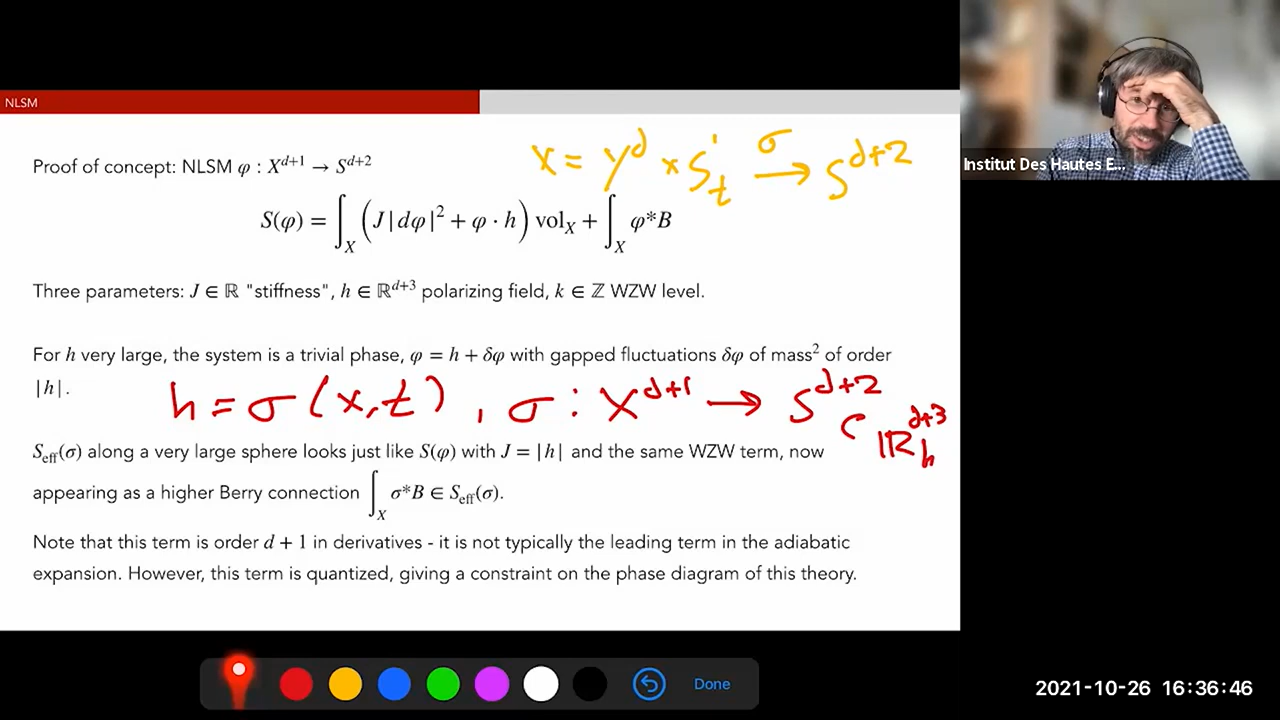 NLSM
X = Y^d × S^1_t →^σ S^{d+2}
Proof of concept: NLSM φ : X^{d+1} → S^{d+2}
S(φ) = ∫_X (J|dφ|^2 + φ · h) vol_X + ∫_X φ*B
Three parameters: J ∈ ℝ "stiffness", h ∈ ℝ^{d+3} polarizing field, k ∈ ℤ WZW level.
For h very large, the system is a trivial phase, φ = h + δφ with gapped fluctuations δφ of mass^2 of order
|h|.
h = σ(x,t), σ : X^{d+1} → S^{d+2}
⊂ ℝ^{d+3}_h
S_eff(σ) along a very large sphere looks just like S(φ) with J = |h| and the same WZW term, now
appearing as a higher Berry connection ∫_X σ*B ∈ S_eff(σ).
Note that this term is order d + 1 in derivatives - it is not typically the leading term in the adiabatic
expansion. However, this term is quantized, giving a constraint on the phase diagram of this theory.
Institut Des Hautes E...
Done
2021-10-26 16:36:46